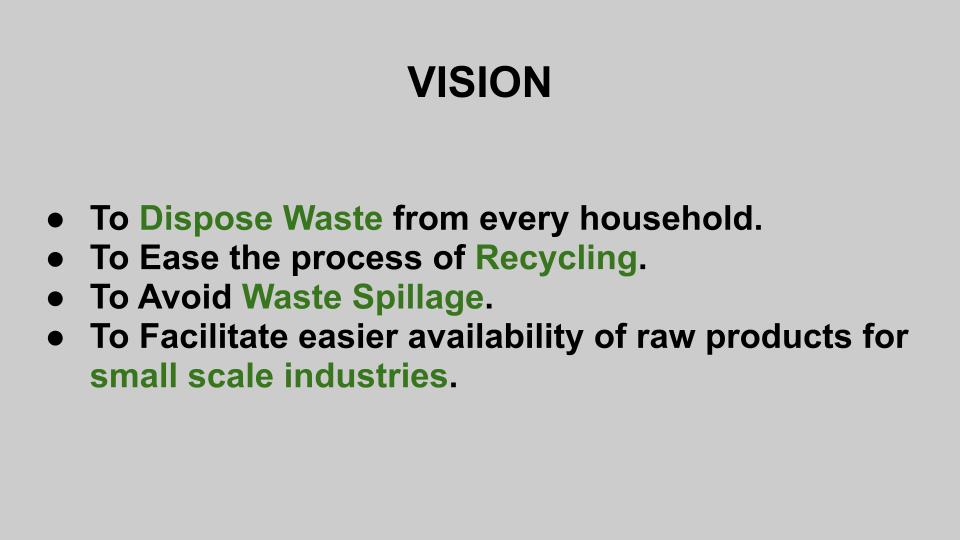 VISION
● To Dispose Waste from every household.
● To Ease the process of Recycling.
● To Avoid Waste Spillage.
● To Facilitate easier availability of raw products for
small scale industries.